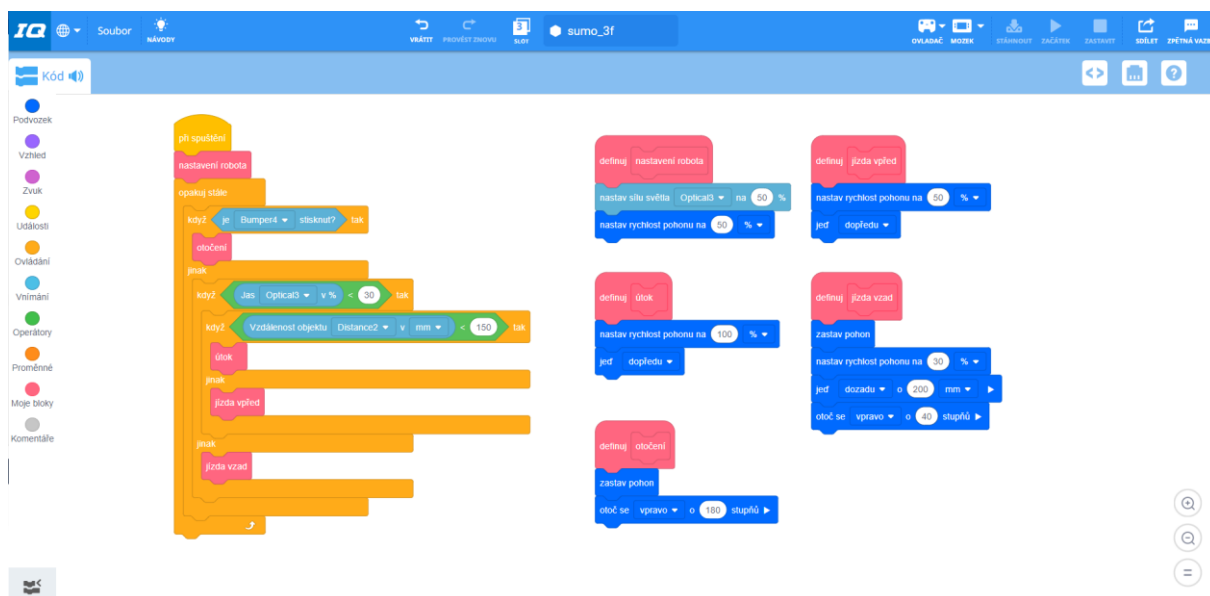 IQ
Soubor
NÁVODY
VRÁTIT
PROVÉST ZNOVU
3
SLOT
sumo_3f
OVLADAČ
MOZEK
STÁHNOUT
ZAČÁTEK
ZASTAVIT
SDÍLET
ZPĚTNÁ VAZB
Kód
Podvozek
Vzhled
Zvuk
Události
Ovládání
Vnímání
Operátory
Proměnné
Moje bloky
Komentáře
při spuštění
nastavení robota
opakuj stále
když je Bumper4 stisknut? tak
otočení
jinak
když Jas Optical3 v % < 30 tak
když Vzdálenost objektu Distance2 v mm < 150 tak
útok
jinak
jízda vpřed
jinak
jízda vzad
definuj nastavení robota
nastav sílu světla Optical3 na 50 %
nastav rychlost pohonu na 50 %
definuj jízda vpřed
nastav rychlost pohonu na 50 %
jeď dopředu
definuj útok
nastav rychlost pohonu na 100 %
jeď dopředu
definuj jízda vzad
zastav pohon
nastav rychlost pohonu na 30 %
jeď dozadu o 200 mm
otoč se vpravo o 40 stupňů
definuj otočení
zastav pohon
otoč se vpravo o 180 stupňů